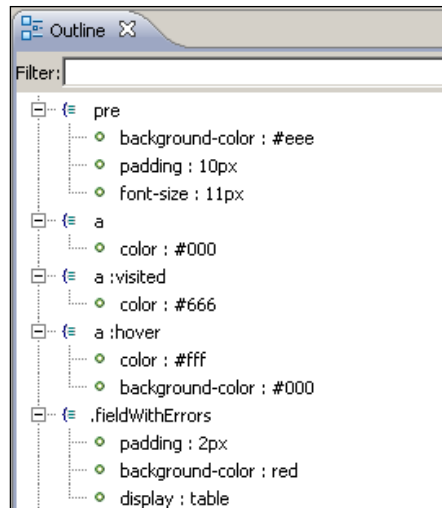 Outline
Filter:
pre
background-color : #eee
padding : 10px
font-size : 11px
a
color : #000
a :visited
color : #666
a :hover
color : #fff
background-color : #000
.fieldWithErrors
padding : 2px
background-color : red
display : table